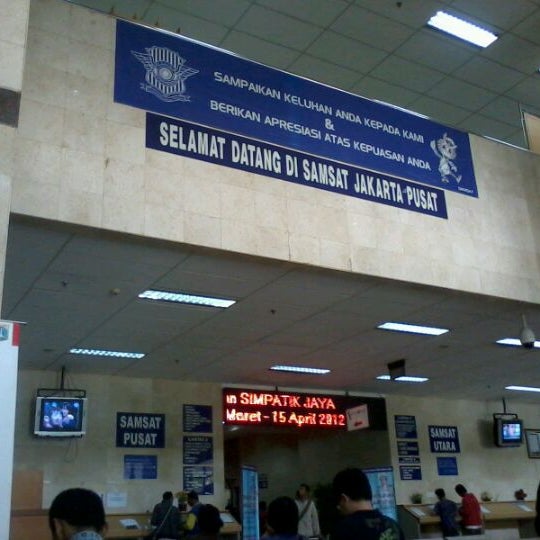 SAMPAIKAN KELUHAN ANDA KEPADA KAMI
&
BERIKAN APRESIASI ATAS KEPUASAN ANDA
SELAMAT DATANG DI SAMSAT JAKARTA PUSAT
n SIMPATIK JAYA
Maret - 15 April 2012
SAMSAT
PUSAT
SAMSAT
UTARA